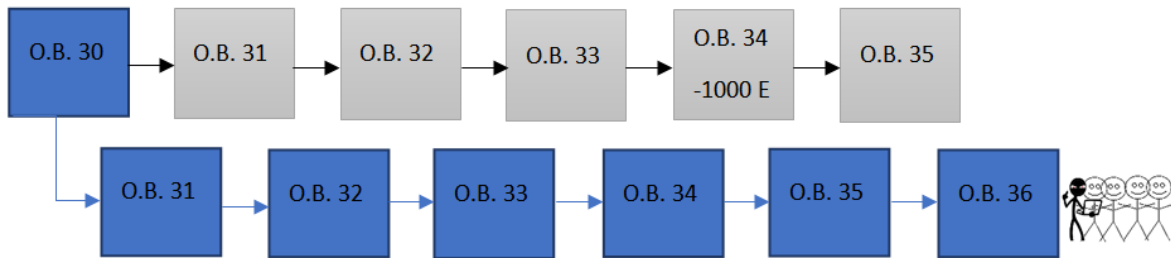 O.B. 30
O.B. 31
O.B. 32
O.B. 33
O.B. 34
-1000 E
O.B. 35
O.B. 31
O.B. 32
O.B. 33
O.B. 34
O.B. 35
O.B. 36